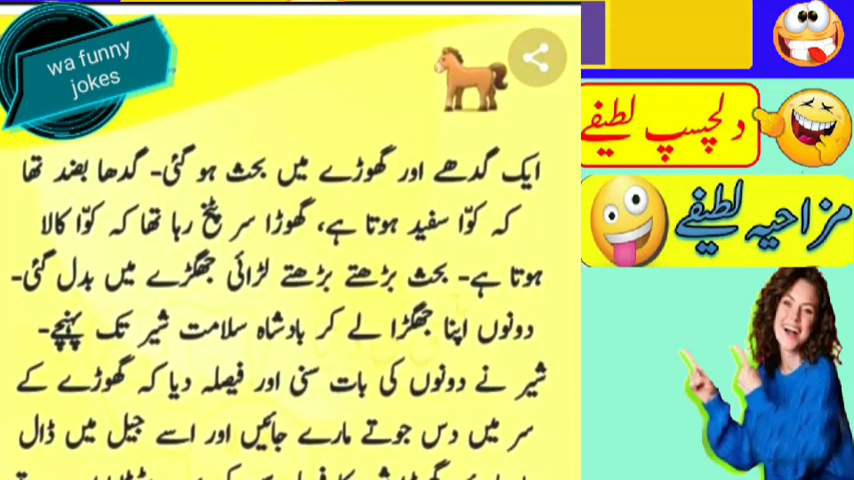 wa funny
jokes
ایک گدھے اور گھوڑے میں بحث ہو گئی- گدھا بضد تھا
کہ کوّا سفید ہوتا ہے، گھوڑا سر پٹخ رہا تھا کہ کوّا کالا
ہوتا ہے- بحث بڑھتے بڑھتے لڑائی جھگڑے میں بدل گئی-
دونوں اپنا جھگڑا لے کر بادشاہ سلامت شیر تک پہنچے-
شیر نے دونوں کی بات سنی اور فیصلہ دیا کہ گھوڑے کے
سر میں دس جوتے مارے جائیں اور اسے جیل میں ڈال
دلچسپ لطیفے
مزاحیہ لطیفے